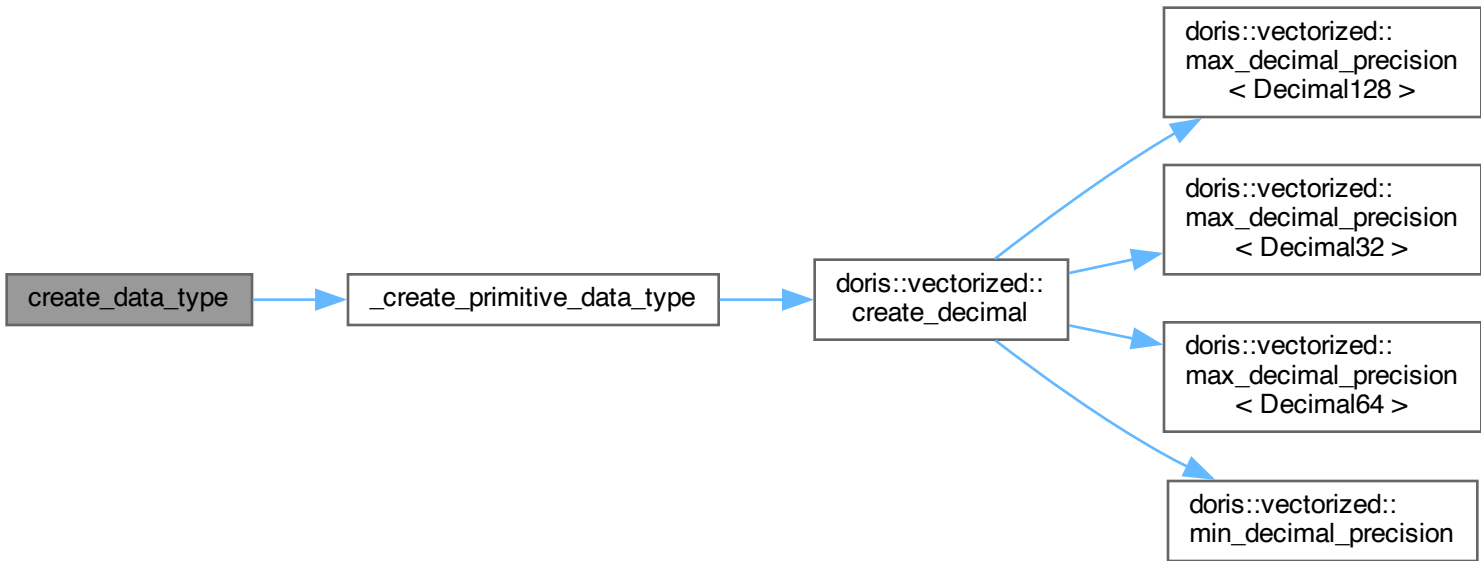 create_data_type
_create_primitive_data_type
doris::vectorized::
create_decimal
doris::vectorized::
max_decimal_precision
< Decimal128 >
doris::vectorized::
max_decimal_precision
< Decimal32 >
doris::vectorized::
max_decimal_precision
< Decimal64 >
doris::vectorized::
min_decimal_precision